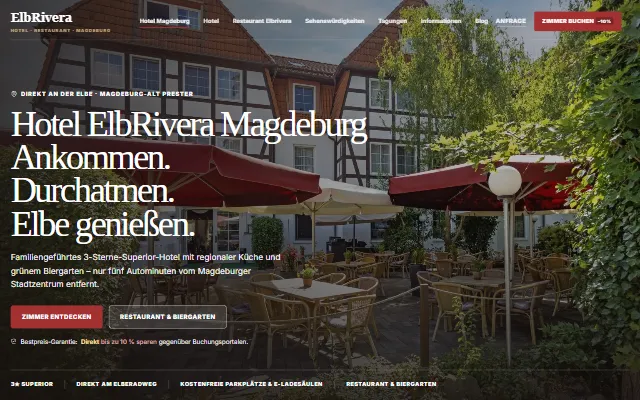 ElbRivera
HOTEL · RESTAURANT · MAGDEBURG
Hotel Magdeburg Hotel Restaurant Elbrivera Sehenswürdigkeiten Tagungen Informationen Blog ANFRAGE ZIMMER BUCHEN -10%
DIREKT AN DER ELBE · MAGDEBURG-ALT PRESTER
Hotel ElbRivera Magdeburg
Ankommen.
Durchatmen.
Elbe genießen.
Familiengeführtes 3-Sterne-Superior-Hotel mit regionaler Küche und
grünem Biergarten – nur fünf Autominuten vom Magdeburger
Stadtzentrum entfernt.
ZIMMER ENTDECKEN RESTAURANT & BIERGARTEN
Bestpreis-Garantie: Direkt bis zu 10 % sparen gegenüber Buchungsportalen.
3★ SUPERIOR DIREKT AM ELBERADWEG KOSTENFREIE PARKPLÄTZE & E-LADESÄULEN RESTAURANT & BIERGARTEN